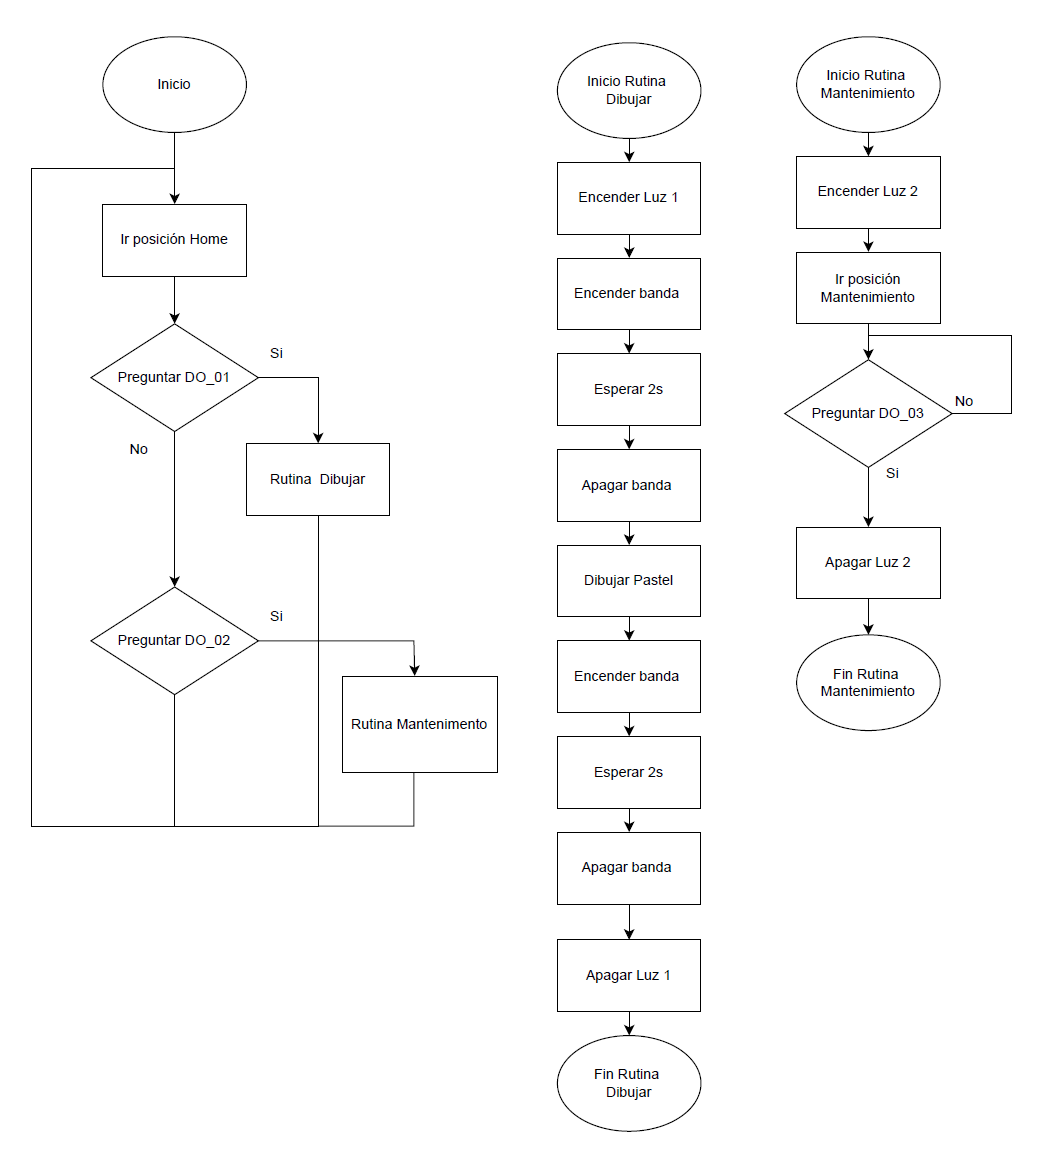 Inicio
Ir posición Home
Preguntar DO_01
Si
No
Rutina Dibujar
Preguntar DO_02
Si
Rutina Mantenimento
Inicio Rutina
Dibujar
Encender Luz 1
Encender banda
Esperar 2s
Apagar banda
Dibujar Pastel
Encender banda
Esperar 2s
Apagar banda
Apagar Luz 1
Fin Rutina
Dibujar
Inicio Rutina
Mantenimiento
Encender Luz 2
Ir posición
Mantenimiento
Preguntar DO_03
No
Si
Apagar Luz 2
Fin Rutina
Mantenimiento